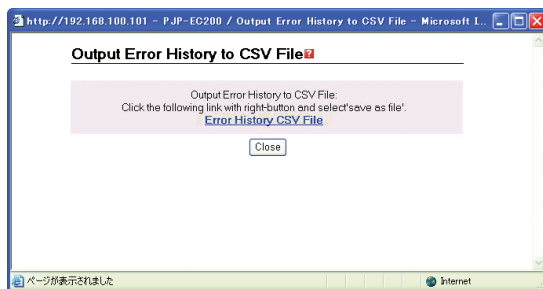 http://192.168.100.101 - PJP-EC200 / Output Error History to CSV File - Microsoft I...
Output Error History to CSV File?
Output Error History to CSV File:
Click the following link with right-button and select'save as file'.
Error History CSV File
Close
ページが表示されました
Internet